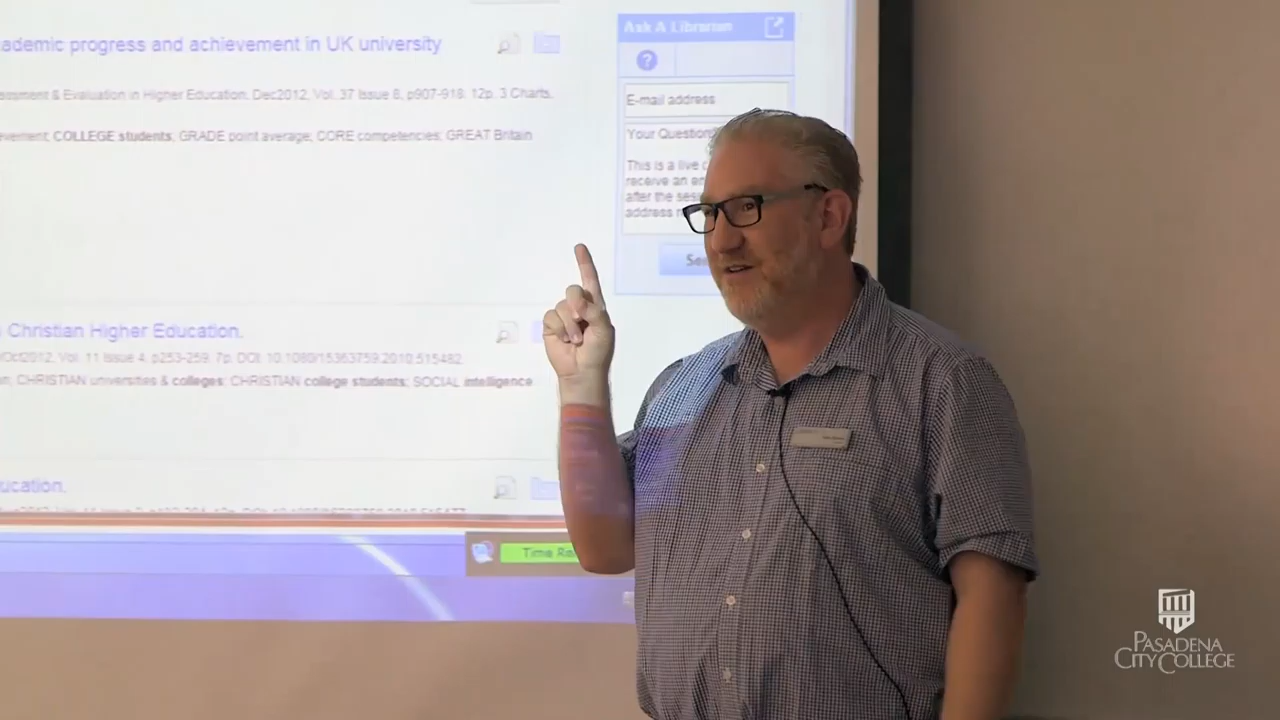 ademic progress and achievement in UK university
Ask A Librarian
?
ssment & Evaluation in Higher Education. Dec2012, Vol. 37 Issue 8, p907-918. 12p. 3 Charts.
E-mail address
evement; COLLEGE students; GRADE point average; CORE competencies; GREAT Britain
Your Question
This is a live
receive an
after the
address
Christian Higher Education.
/Oct2012, Vol. 11 Issue 4, p253-259. 7p. DOI: 10.1080/15363759.2010.515482.
CHRISTIAN universities & colleges; CHRISTIAN college students; SOCIAL intelligence
ucation.
Time Re
PASADENA
CITY COLLEGE